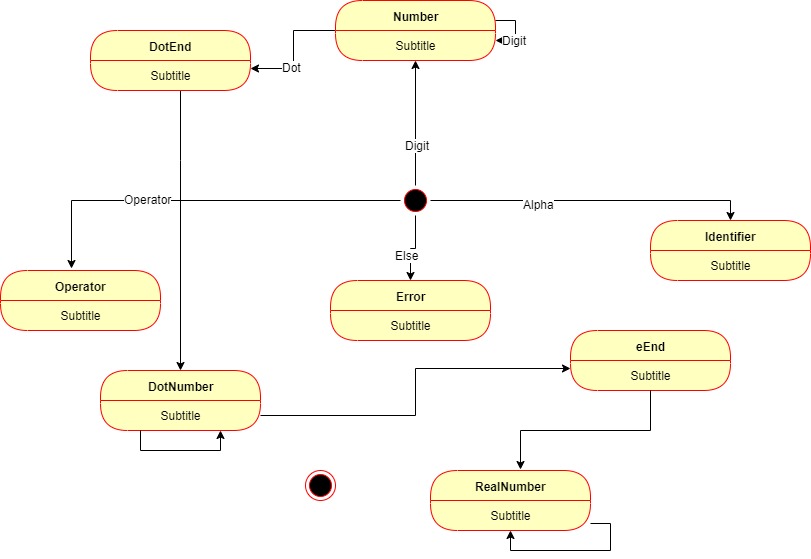 Number
Subtitle
Digit
DotEnd
Subtitle
Dot
Digit
Operator
Alpha
Identifier
Subtitle
Else
Operator
Subtitle
Error
Subtitle
eEnd
Subtitle
DotNumber
Subtitle
RealNumber
Subtitle